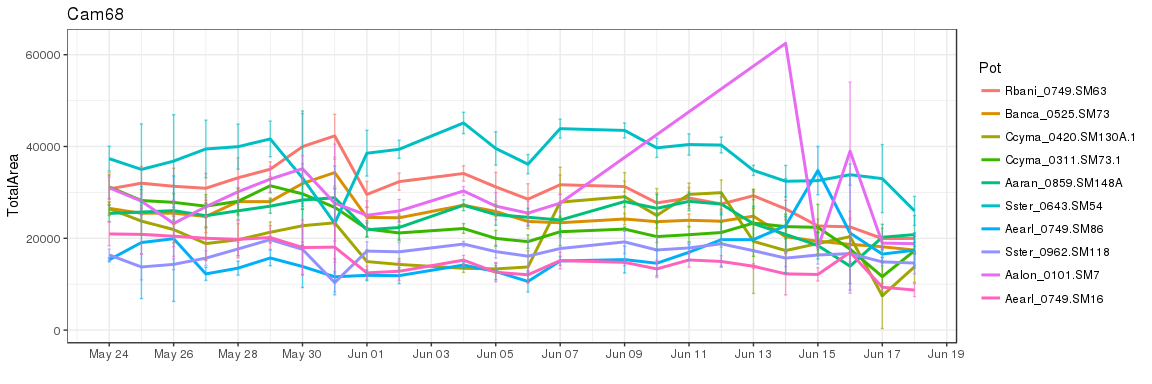 Cam68
TotalArea
60000
40000
20000
0
May 24 May 26 May 28 May 30 Jun 01 Jun 03 Jun 05 Jun 07 Jun 09 Jun 11 Jun 13 Jun 15 Jun 17 Jun 19
Pot
Rbani_0749.SM63
Banca_0525.SM73
Ccyma_0420.SM130A.1
Ccyma_0311.SM73.1
Aaran_0859.SM148A
Sster_0643.SM54
Aearl_0749.SM86
Sster_0962.SM118
Aalon_0101.SM7
Aearl_0749.SM16